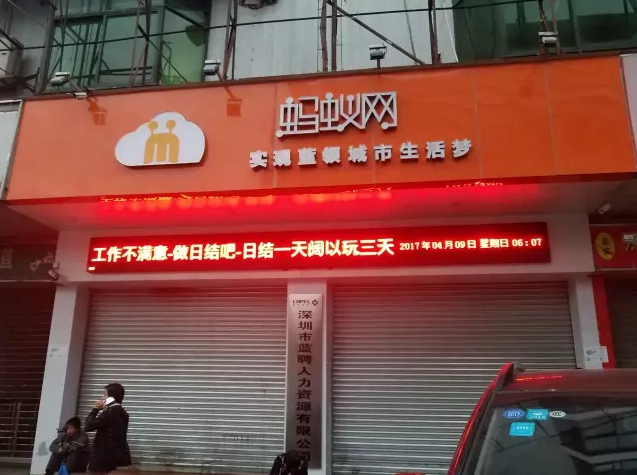 蚂蚁网
实现蓝领城市生活梦
工作不满意-做日结吧-日结一天阔以玩三天 2017年04月09日 星期日 06:07
深圳市蓝聘人力资源有限公司